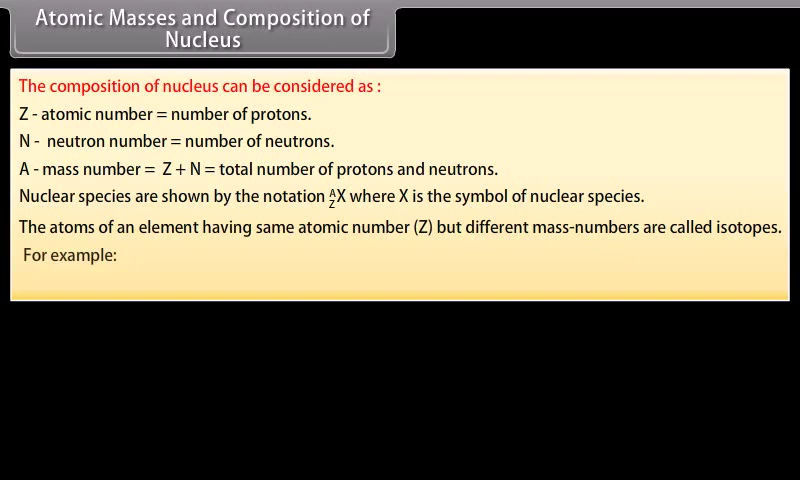 Atomic Masses and Composition of
Nucleus
The composition of nucleus can be considered as :
Z - atomic number = number of protons.
N - neutron number = number of neutrons.
A - mass number = Z + N = total number of protons and neutrons.
Nuclear species are shown by the notation ᴬ_ZX where X is the symbol of nuclear species.
The atoms of an element having same atomic number (Z) but different mass-numbers are called isotopes.
For example: